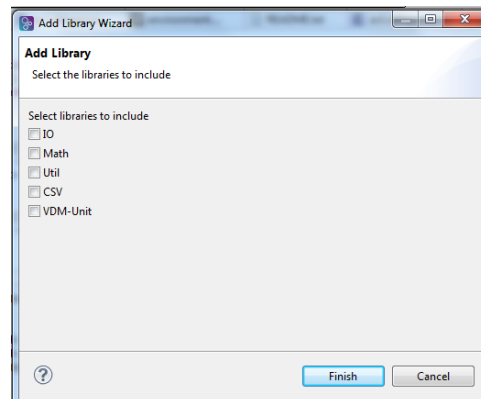 Add Library Wizard
Add Library
Select the libraries to include
Select libraries to include
IO
Math
Util
CSV
VDM-Unit
Finish
Cancel